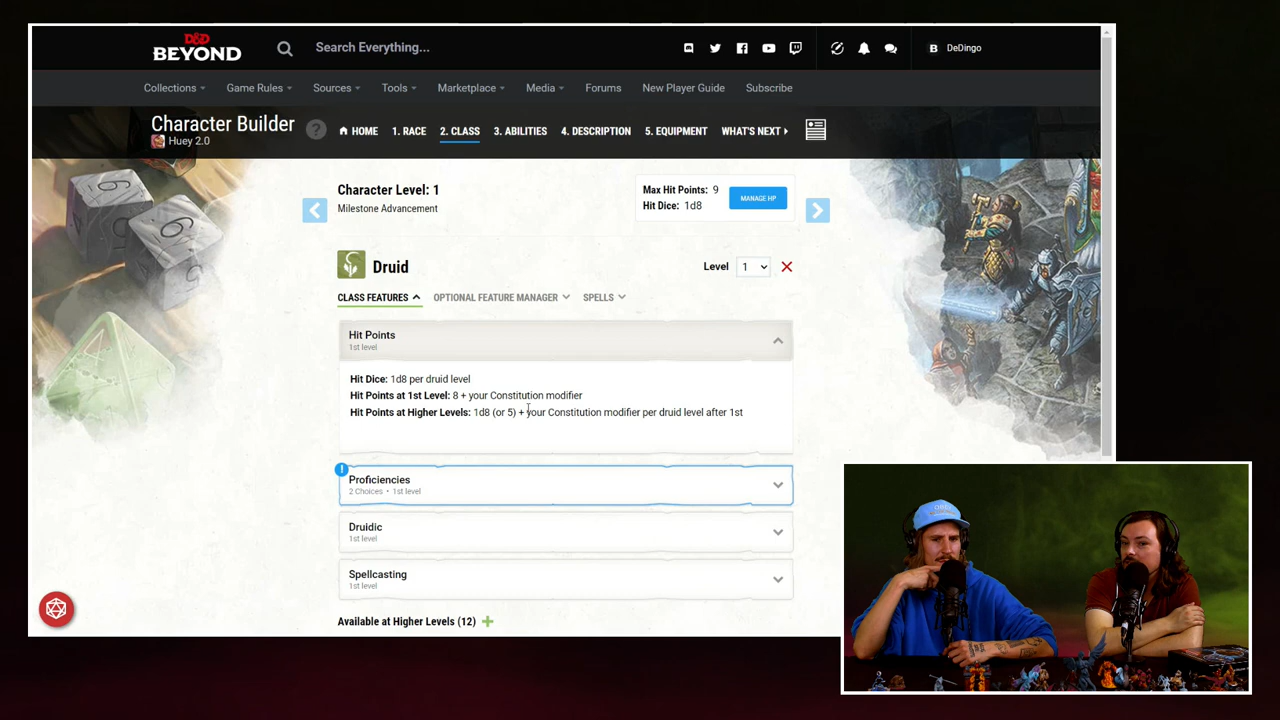 D&D
BEYOND
Search Everything...
DeDingo
Collections
Game Rules
Sources
Tools
Marketplace
Media
Forums
New Player Guide
Subscribe
Character Builder
Huey 2.0
?
HOME
1. RACE
2. CLASS
3. ABILITIES
4. DESCRIPTION
5. EQUIPMENT
WHAT'S NEXT
Character Level: 1
Milestone Advancement
Max Hit Points: 9
Hit Dice: 1d8
MANAGE HP
Druid
Level 1
CLASS FEATURES
OPTIONAL FEATURE MANAGER
SPELLS
Hit Points
1st level
Hit Dice: 1d8 per druid level
Hit Points at 1st Level: 8 + your Constitution modifier
Hit Points at Higher Levels: 1d8 (or 5) + your Constitution modifier per druid level after 1st
!
Proficiencies
2 Choices • 1st level
Druidic
1st level
Spellcasting
1st level
Available at Higher Levels (12)